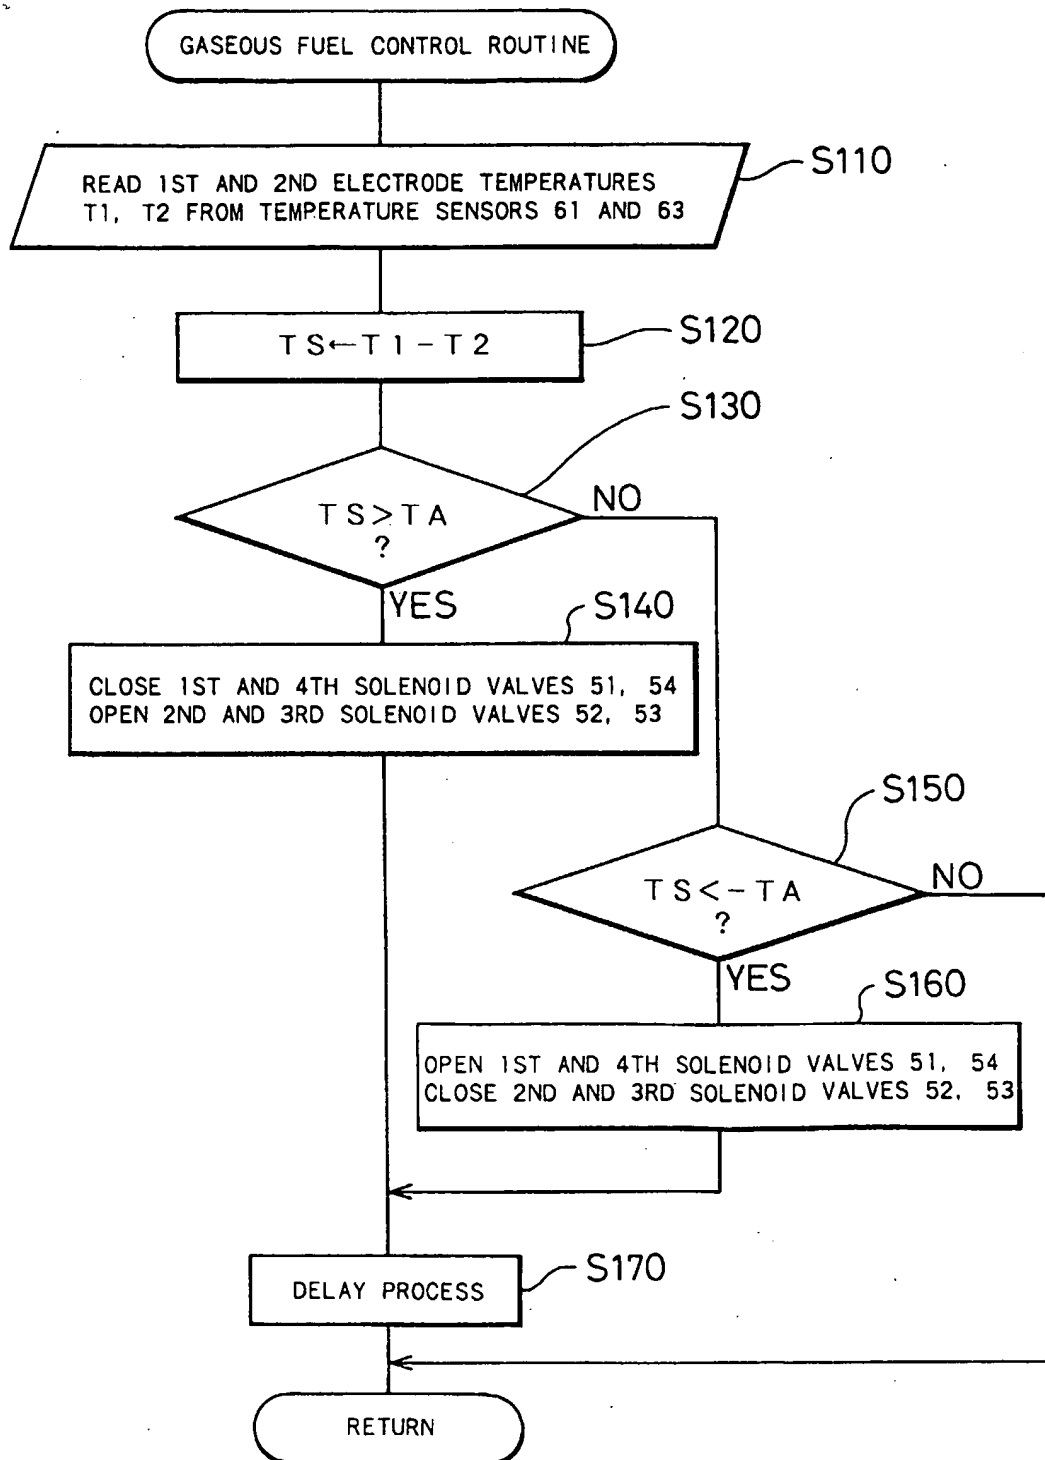 GASEOUS FUEL CONTROL ROUTINE
S110
READ 1ST AND 2ND ELECTRODE TEMPERATURES
T1, T2 FROM TEMPERATURE SENSORS 61 AND 63
S120
TS←T1-T2
S130
TS>TA
?
NO
YES
S140
CLOSE 1ST AND 4TH SOLENOID VALVES 51, 54
OPEN 2ND AND 3RD SOLENOID VALVES 52, 53
S150
TS<-TA
?
NO
YES
S160
OPEN 1ST AND 4TH SOLENOID VALVES 51, 54
CLOSE 2ND AND 3RD SOLENOID VALVES 52, 53
S170
DELAY PROCESS
RETURN